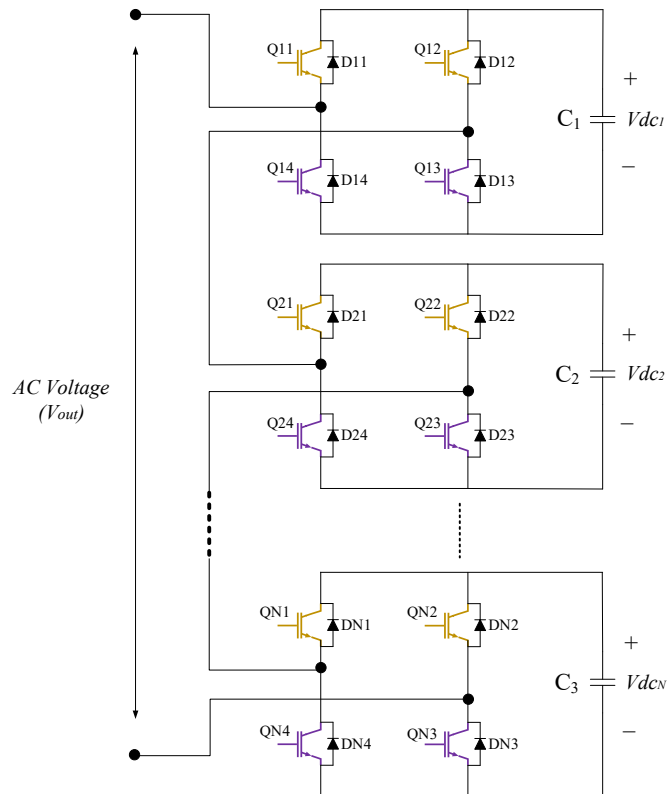 Q11 D11 Q12 D12
+
C1 Vdc1
−
Q14 D14 Q13 D13
Q21 D21 Q22 D22
+
AC Voltage
(Vout)
C2 Vdc2
−
Q24 D24 Q23 D23
QN1 DN1 QN2 DN2
+
C3 VdcN
−
QN4 DN4 QN3 DN3